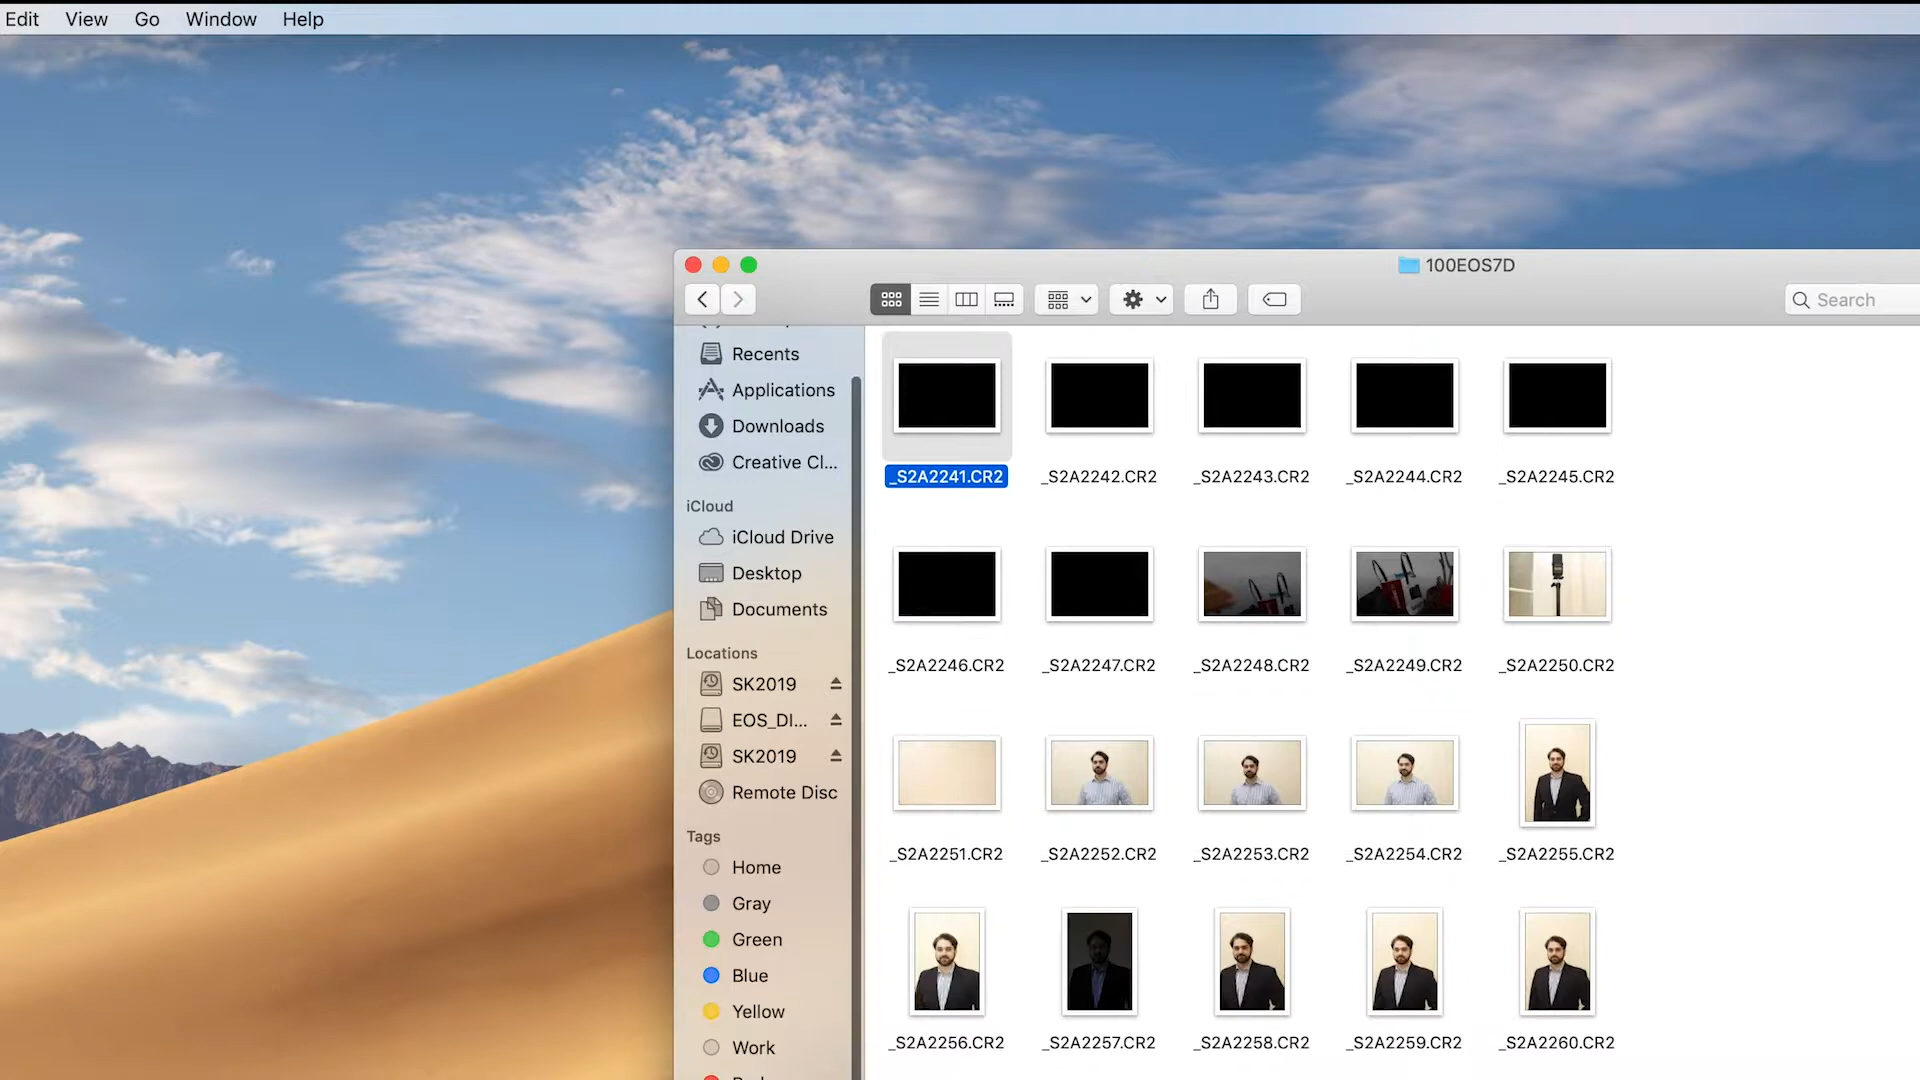 Edit View Go Window Help
100EOS7D
Search
Recents
Applications
Downloads
Creative Cl...
iCloud
iCloud Drive
Desktop
Documents
Locations
SK2019
EOS_DI...
SK2019
Remote Disc
Tags
Home
Gray
Green
Blue
Yellow
Work
_S2A2241.CR2 _S2A2242.CR2 _S2A2243.CR2 _S2A2244.CR2 _S2A2245.CR2
_S2A2246.CR2 _S2A2247.CR2 _S2A2248.CR2 _S2A2249.CR2 _S2A2250.CR2
_S2A2251.CR2 _S2A2252.CR2 _S2A2253.CR2 _S2A2254.CR2 _S2A2255.CR2
_S2A2256.CR2 _S2A2257.CR2 _S2A2258.CR2 _S2A2259.CR2 _S2A2260.CR2